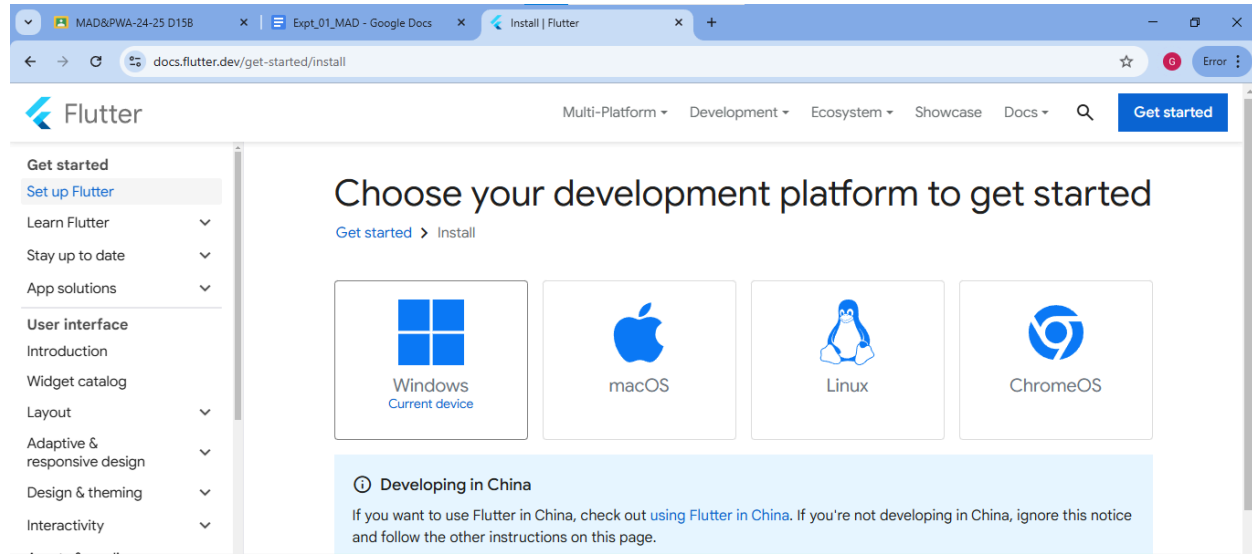 MAD&PWA-24-25 D15B
Expt_01_MAD - Google Docs
Install | Flutter
docs.flutter.dev/get-started/install
G
Error
Flutter
Multi-Platform
Development
Ecosystem
Showcase
Docs
Get started
Get started
Set up Flutter
Learn Flutter
Stay up to date
App solutions
User interface
Introduction
Widget catalog
Layout
Adaptive &
responsive design
Design & theming
Interactivity
Choose your development platform to get started
Get started > Install
Windows
Current device
macOS
Linux
ChromeOS
Developing in China
If you want to use Flutter in China, check out using Flutter in China. If you're not developing in China, ignore this notice
and follow the other instructions on this page.